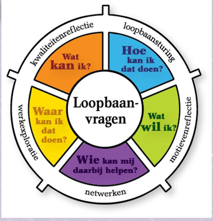 kwaliteitenreflectie
loopbaansturing
Wat
kan ik?
Hoe
kan ik
dat doen?
Loopbaan-
vragen
Waar
kan ik
dat
doen?
Wat
wil ik?
Wie kan mij
daarbij helpen?
werkexploratie
motievenreflectie
netwerken